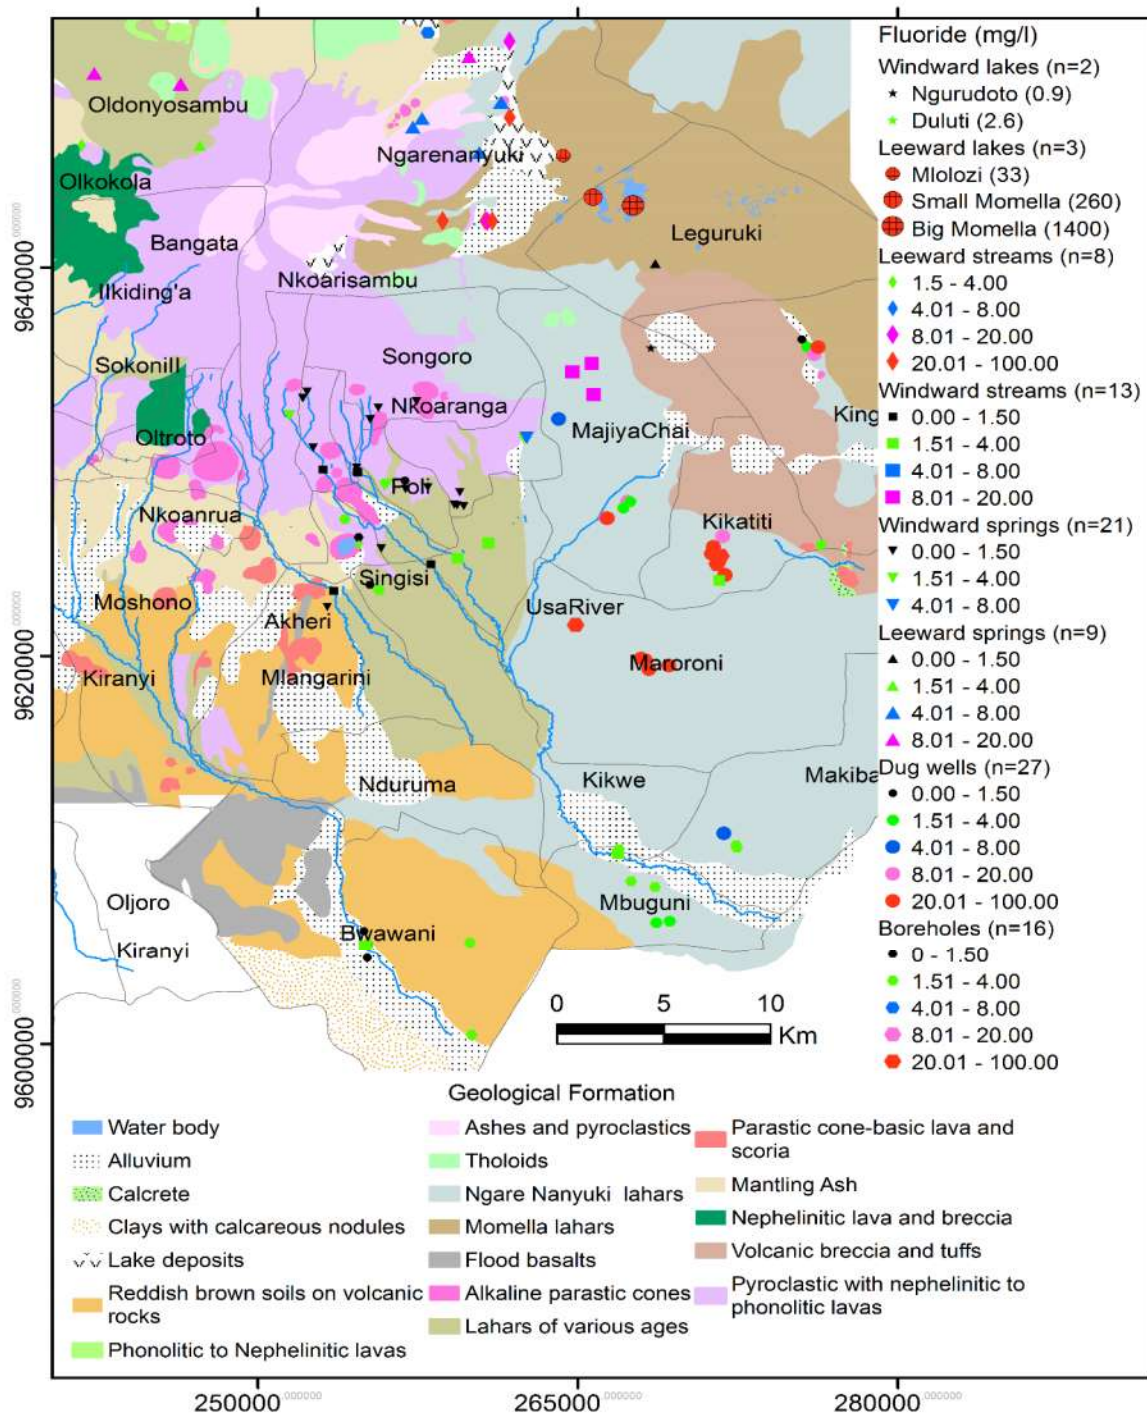 Fluoride (mg/l)
Windward lakes (n=2)
Ngurudoto (0.9)
Duluti (2.6)
Leeward lakes (n=3)
Mlolozi (33)
Small Momella (260)
Big Momella (1400)
Leeward streams (n=8)
1.5 - 4.00
4.01 - 8.00
8.01 - 20.00
20.01 - 100.00
Windward streams (n=13)
0.00 - 1.50
1.51 - 4.00
4.01 - 8.00
8.01 - 20.00
Windward springs (n=21)
0.00 - 1.50
1.51 - 4.00
4.01 - 8.00
Leeward springs (n=9)
0.00 - 1.50
1.51 - 4.00
4.01 - 8.00
8.01 - 20.00
Dug wells (n=27)
0.00 - 1.50
1.51 - 4.00
4.01 - 8.00
8.01 - 20.00
20.01 - 100.00
Boreholes (n=16)
0 - 1.50
1.51 - 4.00
4.01 - 8.00
8.01 - 20.00
20.01 - 100.00
Oldonyosambu
Ngarenanyuki
Olkokola
Bangata
Leguruki
Ilkiding'a
Nkoarisambu
SokoniII
Songoro
Nkoaranga
King
Oltroto
MajiyaChai
Poli
Nkoanrua
Kikatiti
Singisi
Moshono
Akheri
UsaRiver
Kiranyi
Mlangarini
Maroroni
Nduruma
Kikwe
Makiba
Oljoro
Mbuguni
Bwawani
Kiranyi
0 5 10
Km
9640000.000000
9620000.000000
9600000.000000
Geological Formation
Water body
Alluvium
Calcrete
Clays with calcareous nodules
Lake deposits
Reddish brown soils on volcanic
rocks
Phonolitic to Nephelinitic lavas
Ashes and pyroclastics
Tholoids
Ngare Nanyuki lahars
Momella lahars
Flood basalts
Alkaline parastic cones
Lahars of various ages
Parastic cone-basic lava and
scoria
Mantling Ash
Nephelinitic lava and breccia
Volcanic breccia and tuffs
Pyroclastic with nephelinitic to
phonolitic lavas
250000.000000
265000.000000
280000.000000